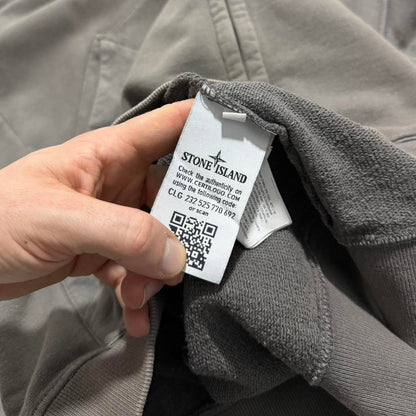 STONE ISLAND
Check the authenticity on
WWW.CERTILOGO.COM
using the following code:
CLG 232 525 770 692
or scan